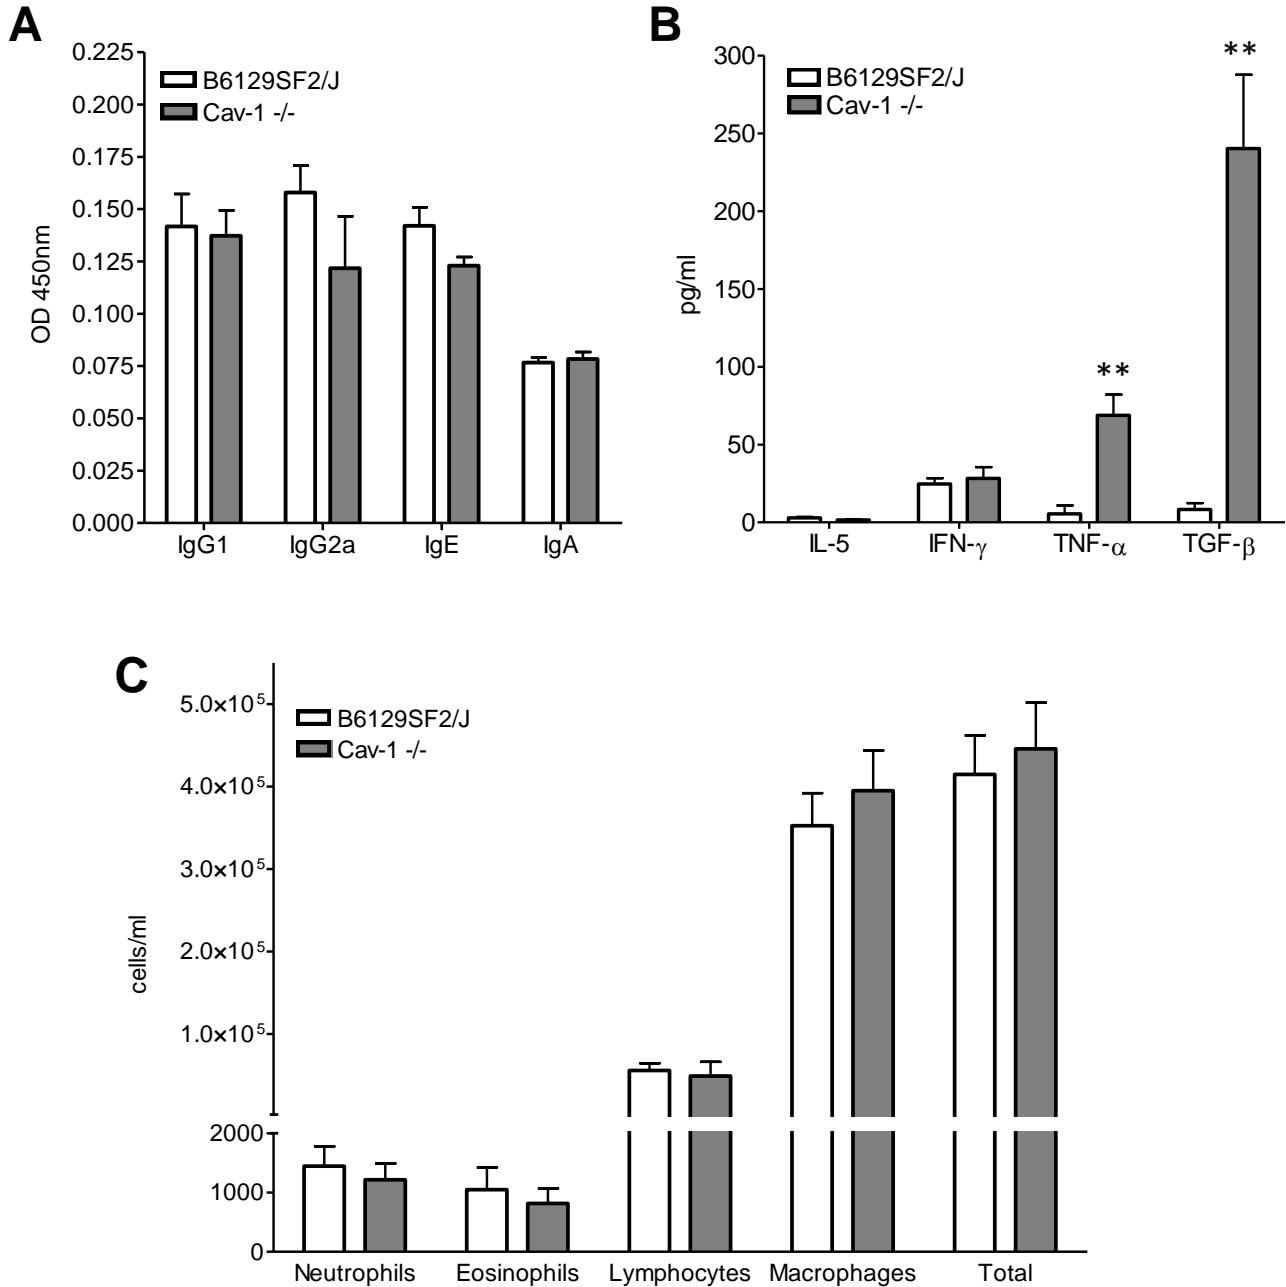 A
0.225
0.200
0.175
0.150
0.125
0.100
0.075
0.050
0.025
0.000
OD 450nm
B6129SF2/J
Cav-1 -/-
IgG1 IgG2a IgE IgA
B
300
250
200
150
100
50
0
pg/ml
B6129SF2/J
Cav-1 -/-
**
**
IL-5 IFN-γ TNF-α TGF-β
C
5.0×10⁵
4.0×10⁵
3.0×10⁵
2.0×10⁵
1.0×10⁵
2000
1000
0
cells/ml
B6129SF2/J
Cav-1 -/-
Neutrophils Eosinophils Lymphocytes Macrophages Total